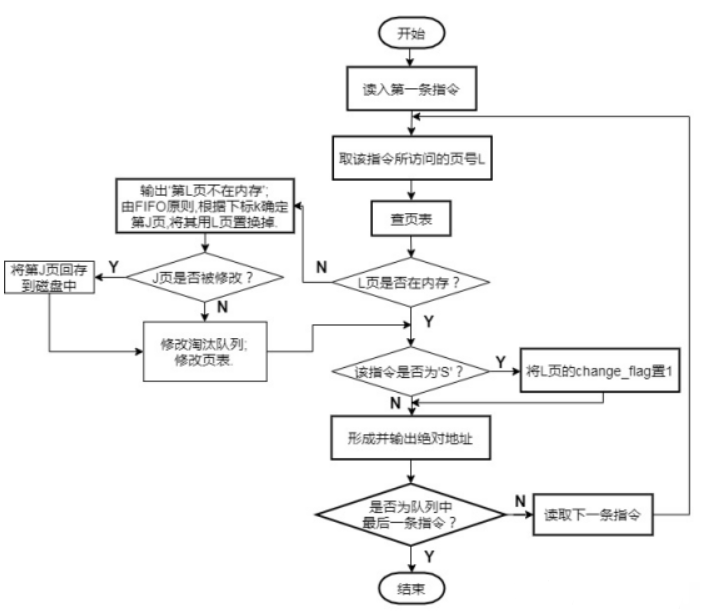 开始
读入第一条指令
取该指令所访问的页号L
输出'第L页不在内存';
由FIFO原则,根据下标k确定
第J页,将其用L页置换掉.
查页表
将第J页回存
到磁盘中
Y
J页是否被修改？
N
L页是否在内存？
N
Y
修改淘汰队列;
修改页表.
该指令是否为'S'？
Y
将L页的change_flag置1
N
形成并输出绝对地址
是否为队列中
最后一条指令？
N
读取下一条指令
Y
结束